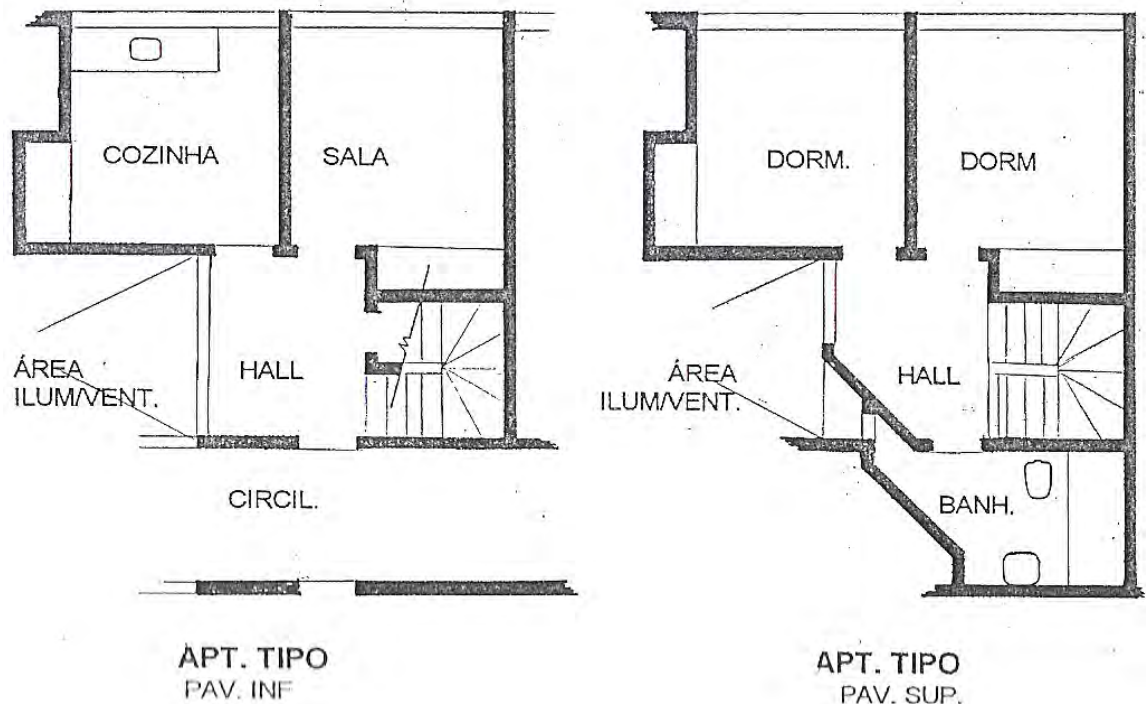 COZINHA
SALA
ÁREA
ILUM/VENT.
HALL
CIRCIL.
APT. TIPO
PAV. INF
DORM.
DORM
ÁREA
ILUM/VENT.
HALL
BANH.
APT. TIPO
PAV. SUP.